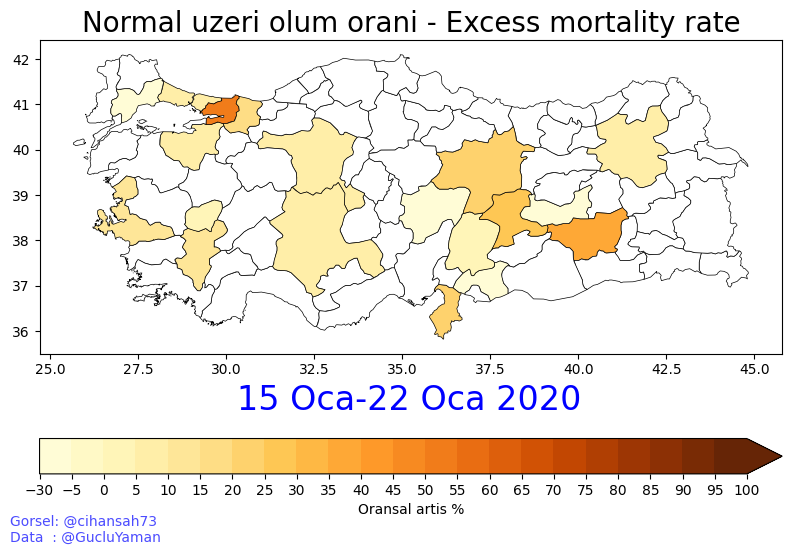 Normal uzeri olum orani - Excess mortality rate
42
41
40
39
38
37
36
25.0 27.5 30.0 32.5 35.0 37.5 40.0 42.5 45.0
15 Oca-22 Oca 2020
−30 −5 0 5 10 15 20 25 30 35 40 45 50 55 60 65 70 75 80 85 90 95 100
Oransal artis %
Gorsel: @cihansah73
Data : @GucluYaman